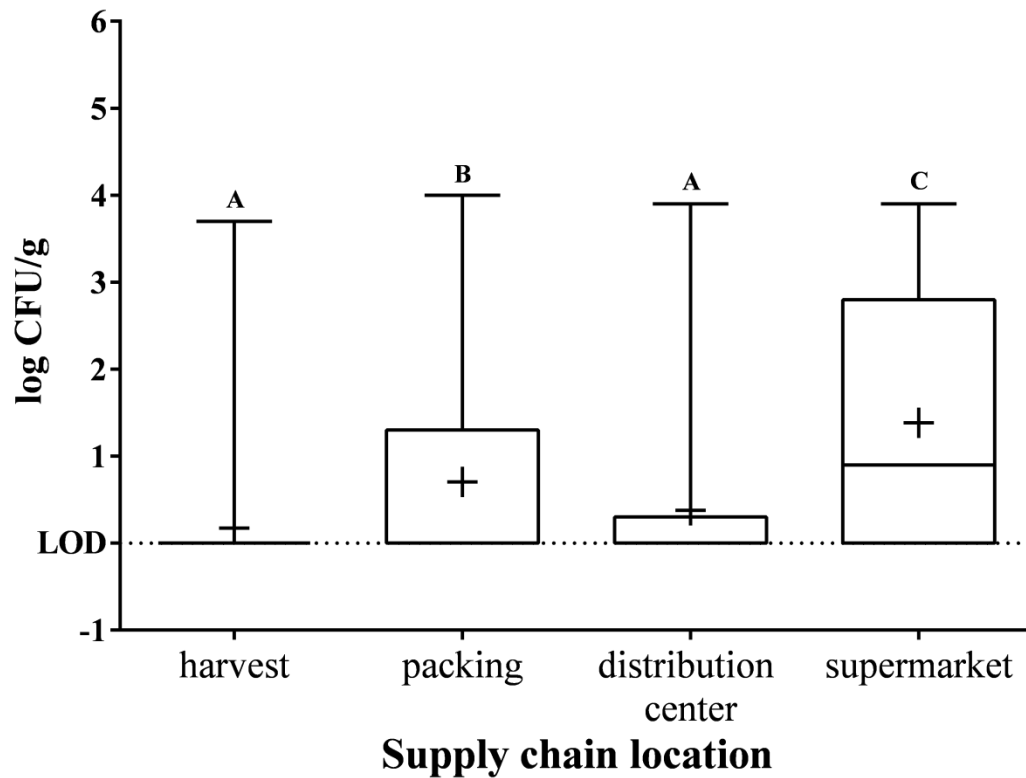 6
5
4
3
2
1
LOD
-1
log CFU/g
A
B
A
C
harvest
packing
distribution
center
supermarket
Supply chain location